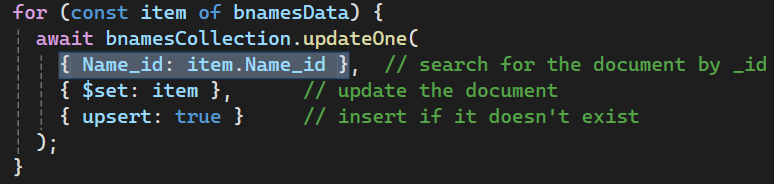 for (const item of bnamesData) {
  await bnamesCollection.updateOne(
    { Name_id: item.Name_id },  // search for the document by _id
    { $set: item },      // update the document
    { upsert: true }     // insert if it doesn't exist
  );
}